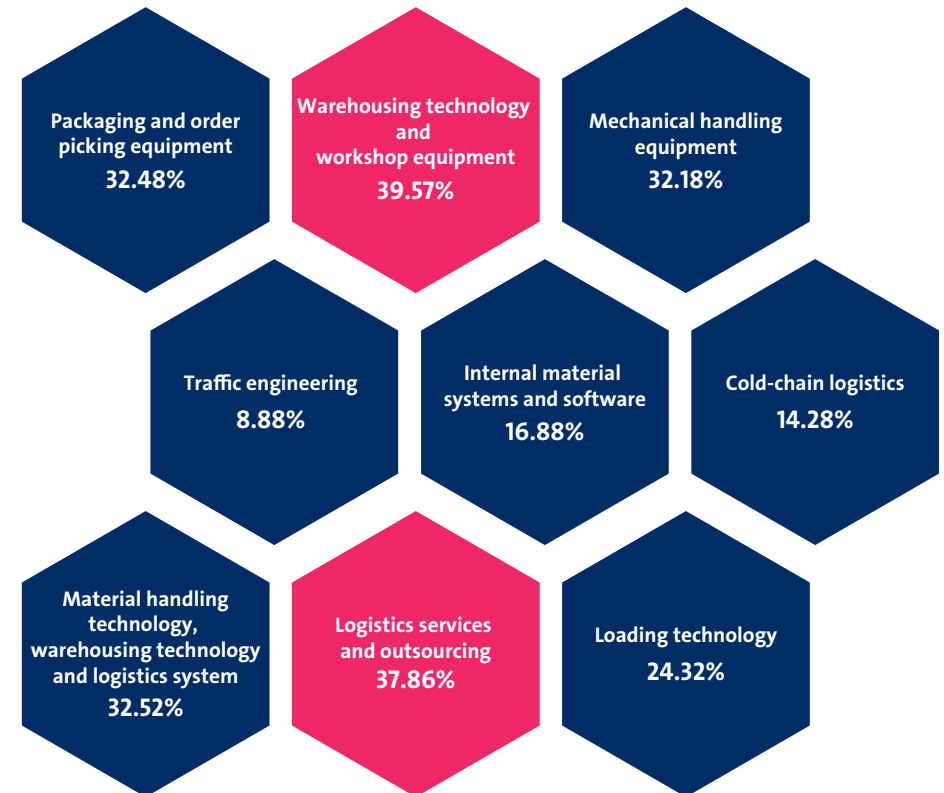 Packaging and order
picking equipment
32.48%
Warehousing technology
and
workshop equipment
39.57%
Mechanical handling
equipment
32.18%
Traffic engineering
8.88%
Internal material
systems and software
16.88%
Cold-chain logistics
14.28%
Material handling
technology,
warehousing technology
and logistics system
32.52%
Logistics services
and outsourcing
37.86%
Loading technology
24.32%